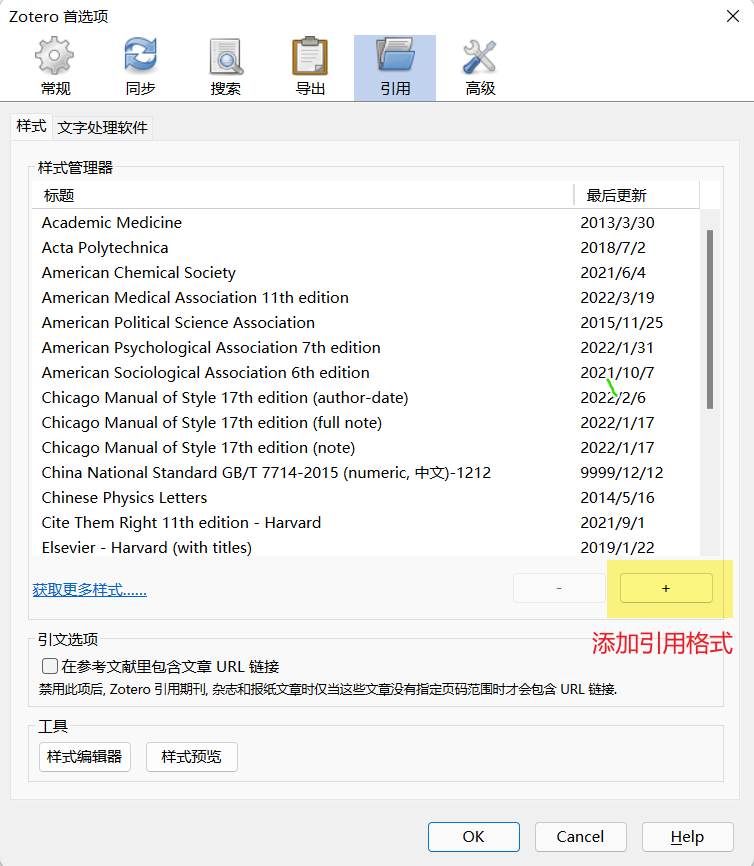 Zotero 首选项
常规 同步 搜索 导出 引用 高级
样式 文字处理软件
样式管理器
标题 最后更新
Academic Medicine 2013/3/30
Acta Polytechnica 2018/7/2
American Chemical Society 2021/6/4
American Medical Association 11th edition 2022/3/19
American Political Science Association 2015/11/25
American Psychological Association 7th edition 2022/1/31
American Sociological Association 6th edition 2021/10/7
Chicago Manual of Style 17th edition (author-date) 2022/2/6
Chicago Manual of Style 17th edition (full note) 2022/1/17
Chicago Manual of Style 17th edition (note) 2022/1/17
China National Standard GB/T 7714-2015 (numeric, 中文)-1212 9999/12/12
Chinese Physics Letters 2014/5/16
Cite Them Right 11th edition - Harvard 2021/9/1
Elsevier - Harvard (with titles) 2019/1/22
获取更多样式...... - +
添加引用格式
引文选项
在参考文献里包含文章 URL 链接
禁用此项后, Zotero 引用期刊, 杂志和报纸文章时仅当这些文章没有指定页码范围时才会包含 URL 链接.
工具
样式编辑器 样式预览
OK Cancel Help